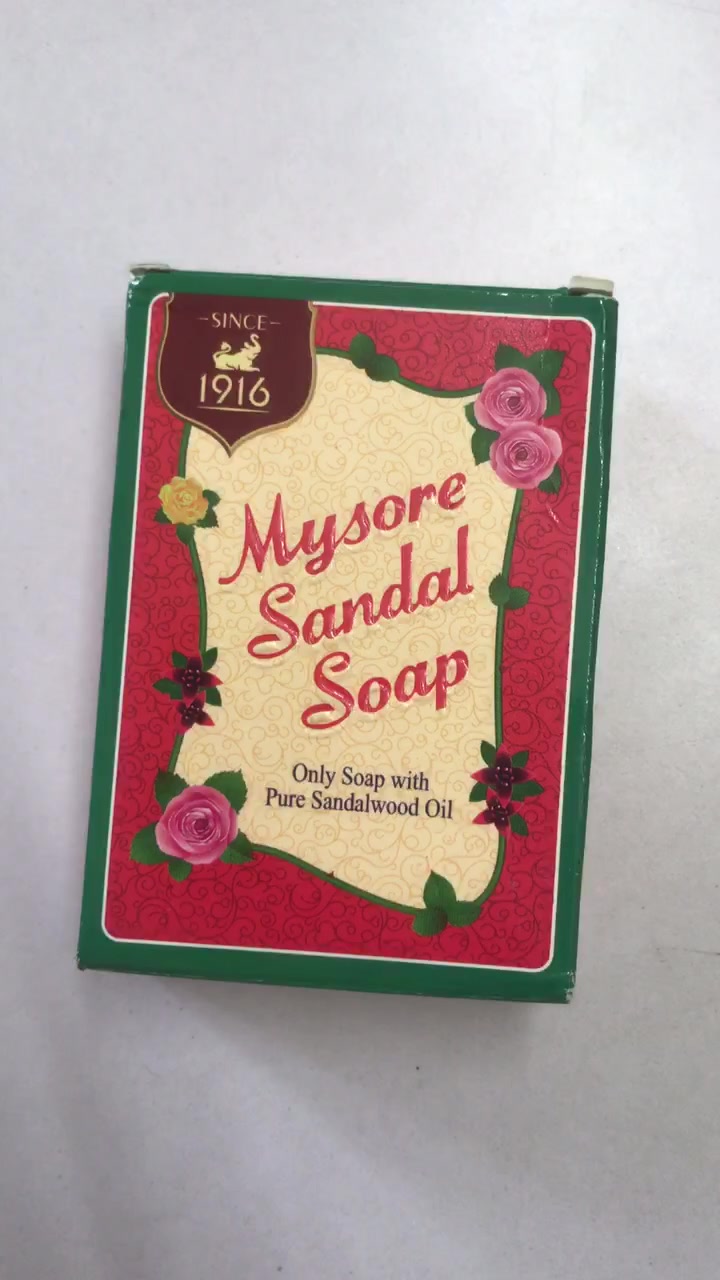 -SINCE-
1916
Mysore
Sandal
Soap
Only Soap with
Pure Sandalwood Oil